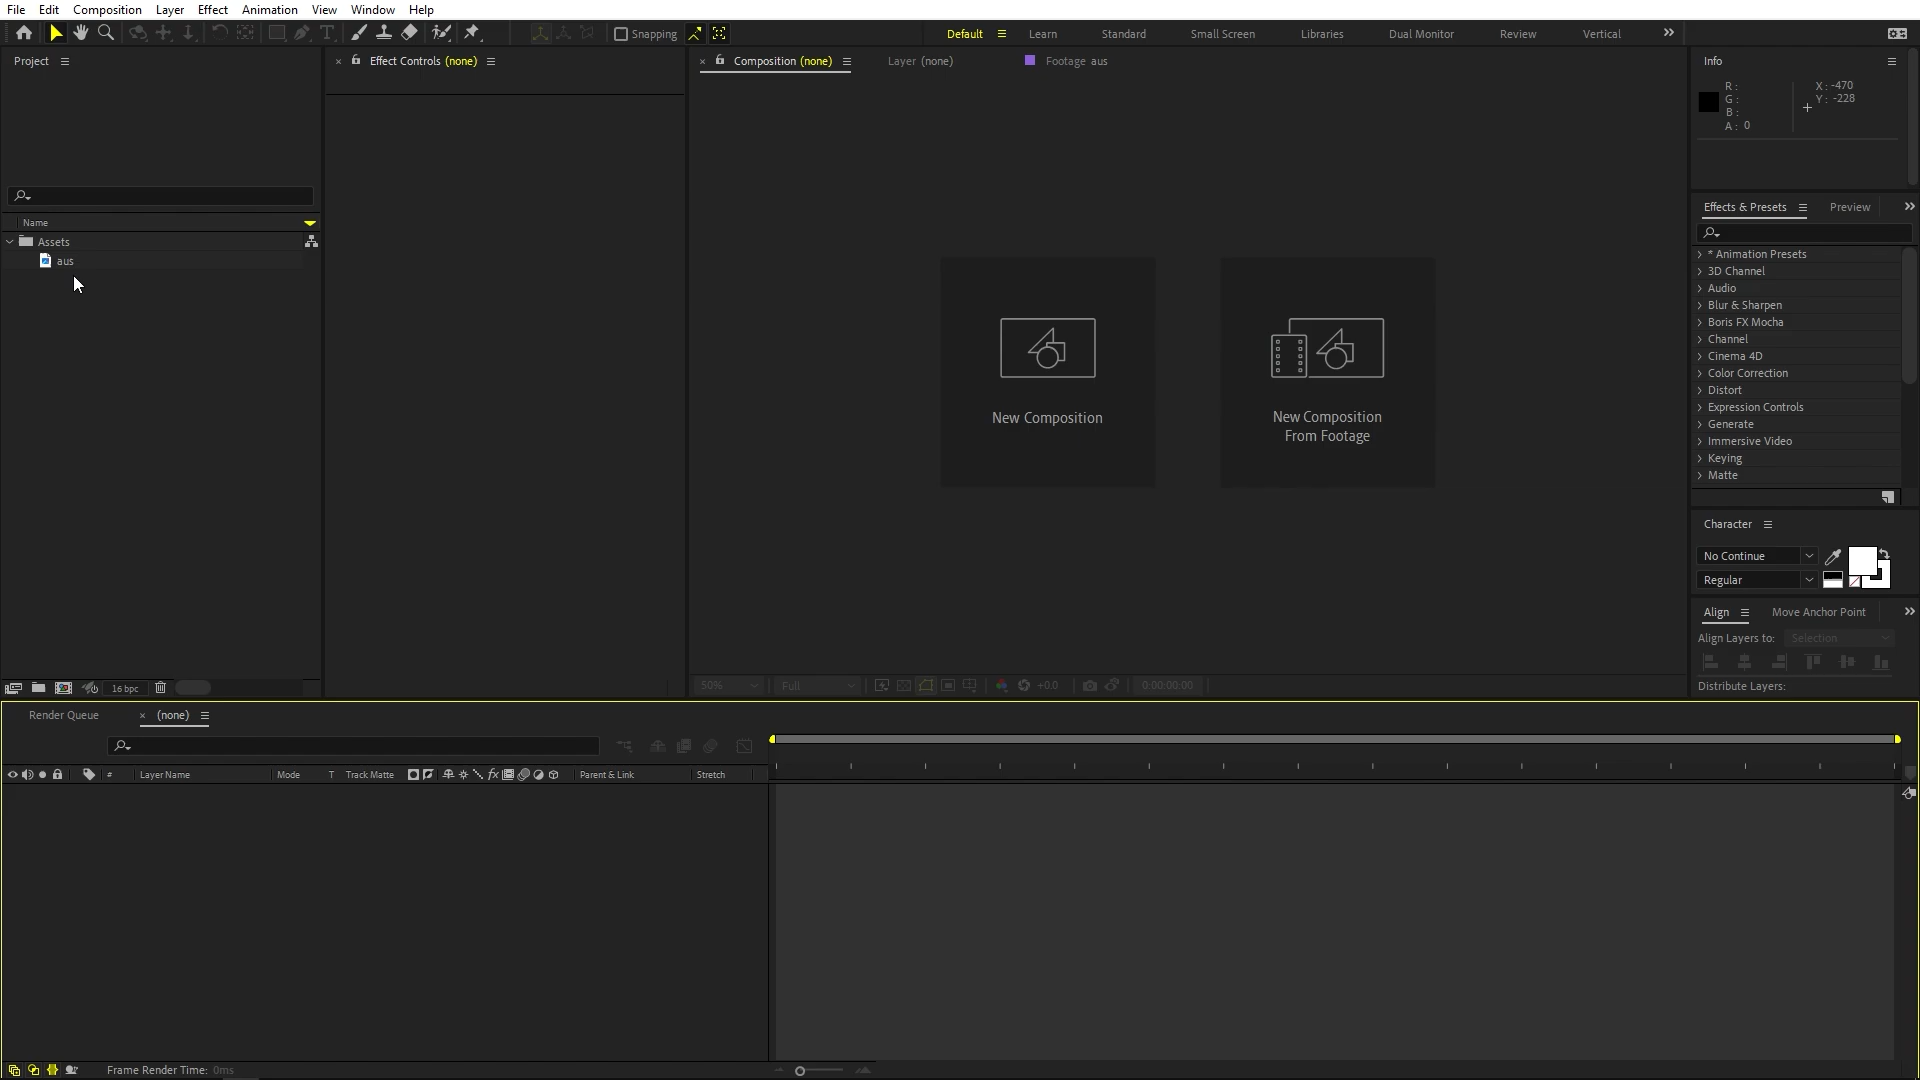 File Edit Composition Layer Effect Animation View Window Help
Snapping Default Learn Standard Small Screen Libraries Dual Monitor Review Vertical
Project
Effect Controls (none)
Composition (none)
Layer (none)
Footage aus
Info
R :
G :
B :
A : 0
X : -470
Y : -228
Name
Assets
aus
New Composition
New Composition
From Footage
Effects & Presets
Preview
* Animation Presets
3D Channel
Audio
Blur & Sharpen
Boris FX Mocha
Channel
Cinema 4D
Color Correction
Distort
Expression Controls
Generate
Immersive Video
Keying
Matte
Character
No Continue
Regular
Align
Move Anchor Point
Align Layers to: Selection
Distribute Layers:
16 bpc
50% Full +0.0 0:00:00:00
Render Queue
(none)
# Layer Name Mode T Track Matte fx Parent & Link Stretch
Frame Render Time: 0ms